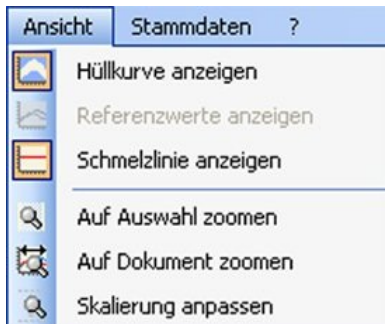 Ansicht Stammdaten ?
Hüllkurve anzeigen
Referenzwerte anzeigen
Schmelzlinie anzeigen
Auf Auswahl zoomen
Auf Dokument zoomen
Skalierung anpassen